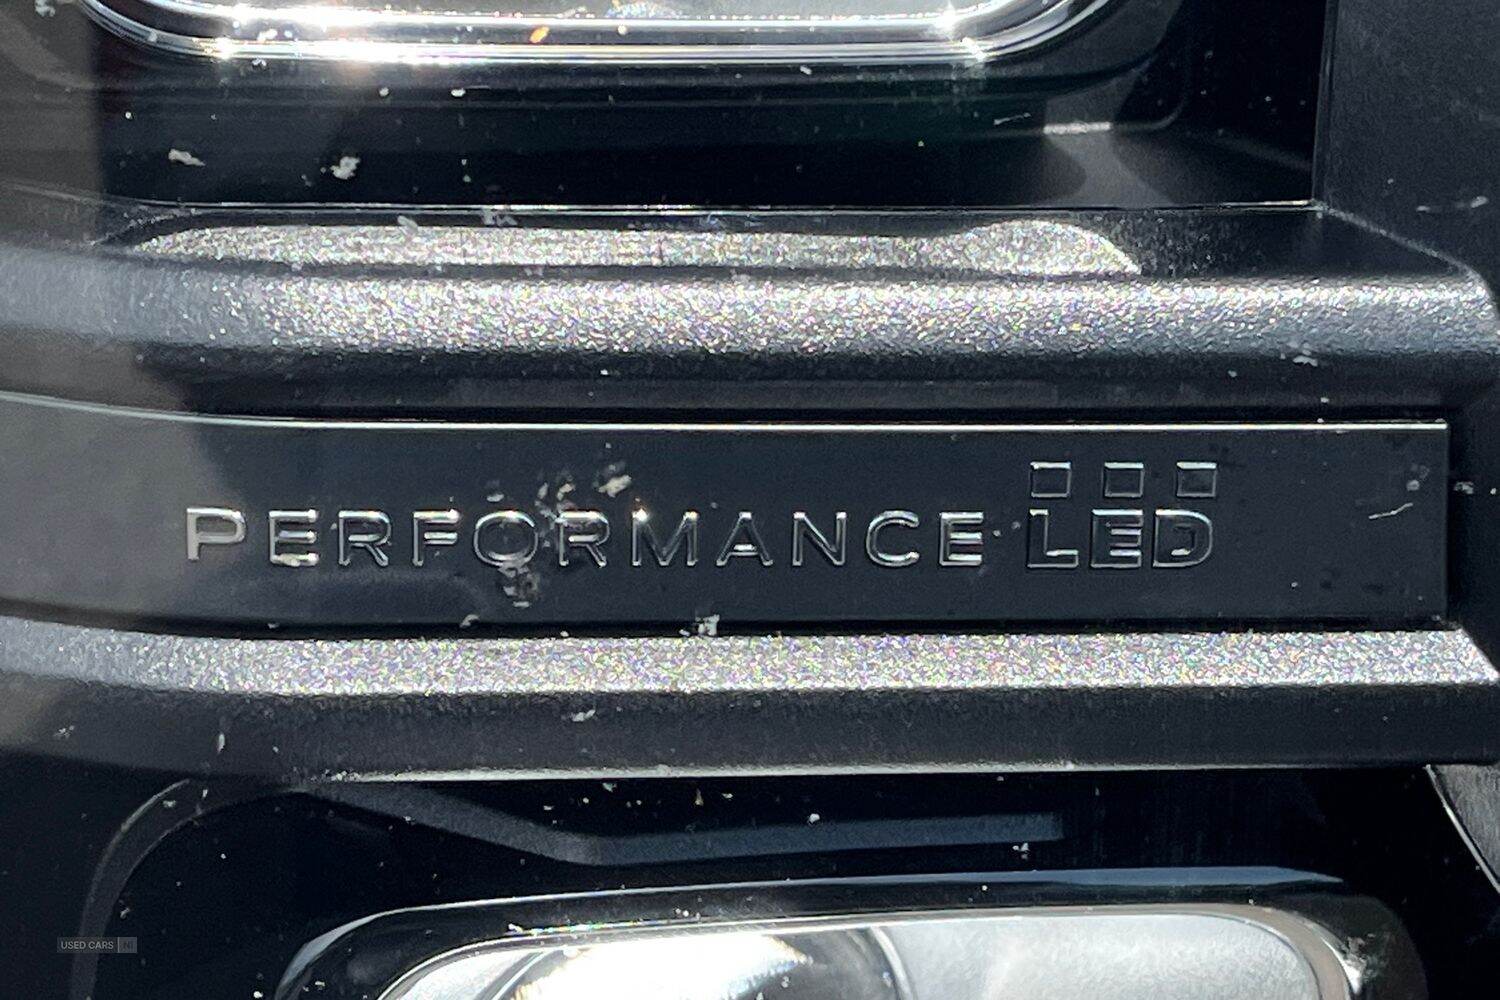 PERFORMANCE LED
USED CARS NI